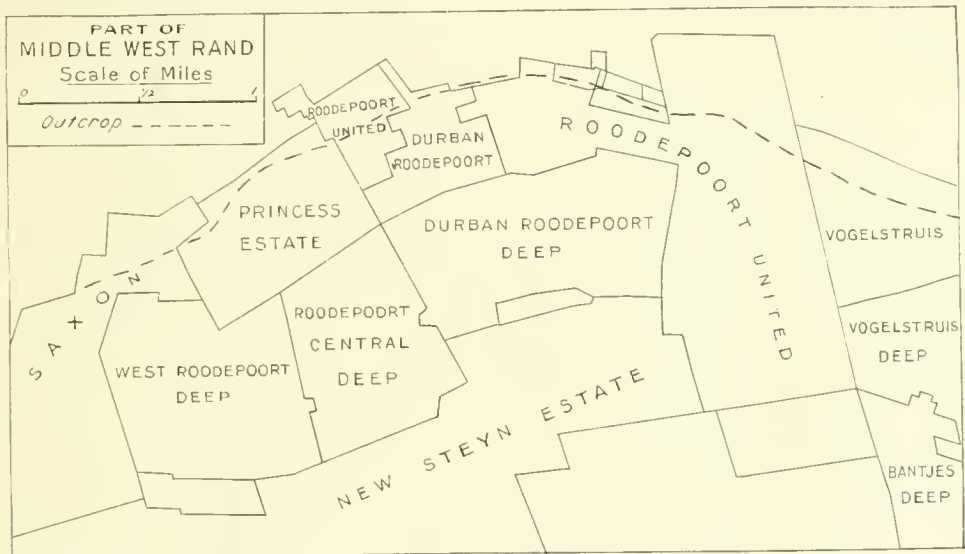 PART OF
MIDDLE WEST RAND
Scale of Miles
0 1/2 1
Outcrop
ROODEPOORT
UNITED
DURBAN
ROODEPOORT
ROODEPOORT UNITED
PRINCESS
ESTATE
DURBAN ROODEPOORT
DEEP
VOGELSTRUIS
SAXON
ROODEPOORT
CENTRAL
DEEP
VOGELSTRUIS
DEEP
WEST ROODEPOORT
DEEP
NEW STEYN ESTATE
BANTJES
DEEP